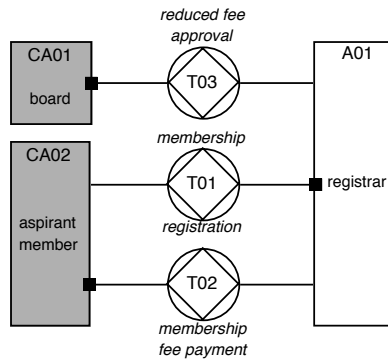 reduced fee
approval
CA01
board
T03
A01
registrar
membership
CA02
aspirant
member
T01
registration
T02
membership
fee payment